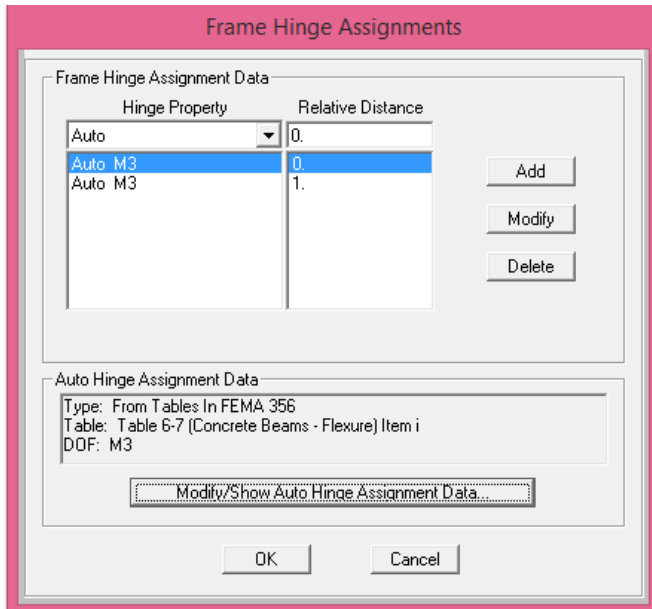 Frame Hinge Assignments
Frame Hinge Assignment Data
Hinge Property Relative Distance
Auto 0.
Auto M3 0.
Auto M3 1.
Add
Modify
Delete
Auto Hinge Assignment Data
Type: From Tables In FEMA 356
Table: Table 6-7 (Concrete Beams - Flexure) Item i
DOF: M3
Modify/Show Auto Hinge Assignment Data...
OK Cancel